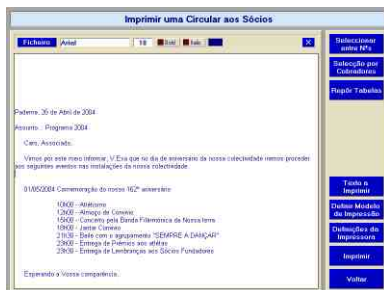 Imprimir uma Circular aos Sócios
Ficheiro Arial 10 Bold Italic X
Seleccionar
entre Nºs
Selecção por
Cobradores
Repôr Tabelas
Paderne, 26 de Abril de 2004
Assunto : Programa 2004
Caro, Associado.
Vimos por este meio informar, V.Exa que no dia de aniversário da nossa colectividade iremos proceder
aos seguintes eventos nas instalações da nossa colectividade.
01/05/2004 Comemoração do nosso 162º aniversário
10h00 - Atletismo
12h00 - Almoço de Convívio
15h00 - Concerto pela Banda Filarmónica da Nossa terra
18h00 - Jantar Convívio
21h30 - Baile com o agrupamento "SEMPRE A DANÇAR".
23h00 - Entrega de Prémios aos atletas
23h30 - Entrega de Lembranças aos Sócios Fundadores
Esperando a Vossa comparência,
Texto a
Imprimir
Definir Modelo
de Impressão
Definições da
Impressora
Imprimir
Voltar